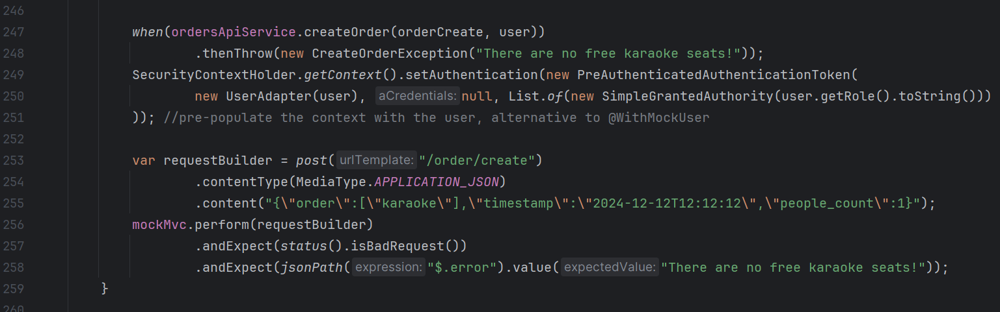 246
247 when(ordersApiService.createOrder(orderCreate, user))
248 .thenThrow(new CreateOrderException("There are no free karaoke seats!"));
249 SecurityContextHolder.getContext().setAuthentication(new PreAuthenticatedAuthenticationToken(
250 new UserAdapter(user), aCredentials: null, List.of(new SimpleGrantedAuthority(user.getRole().toString()))
251 )); //pre-populate the context with the user, alternative to @WithMockUser
252
253 var requestBuilder = post( urlTemplate: "/order/create")
254 .contentType(MediaType.APPLICATION_JSON)
255 .content("{\"order\":[\"karaoke\"],\"timestamp\":\"2024-12-12T12:12:12\",\"people_count\":1}");
256 mockMvc.perform(requestBuilder)
257 .andExpect(status().isBadRequest())
258 .andExpect(jsonPath( expression: "$.error").value( expectedValue: "There are no free karaoke seats!"));
259 }
260